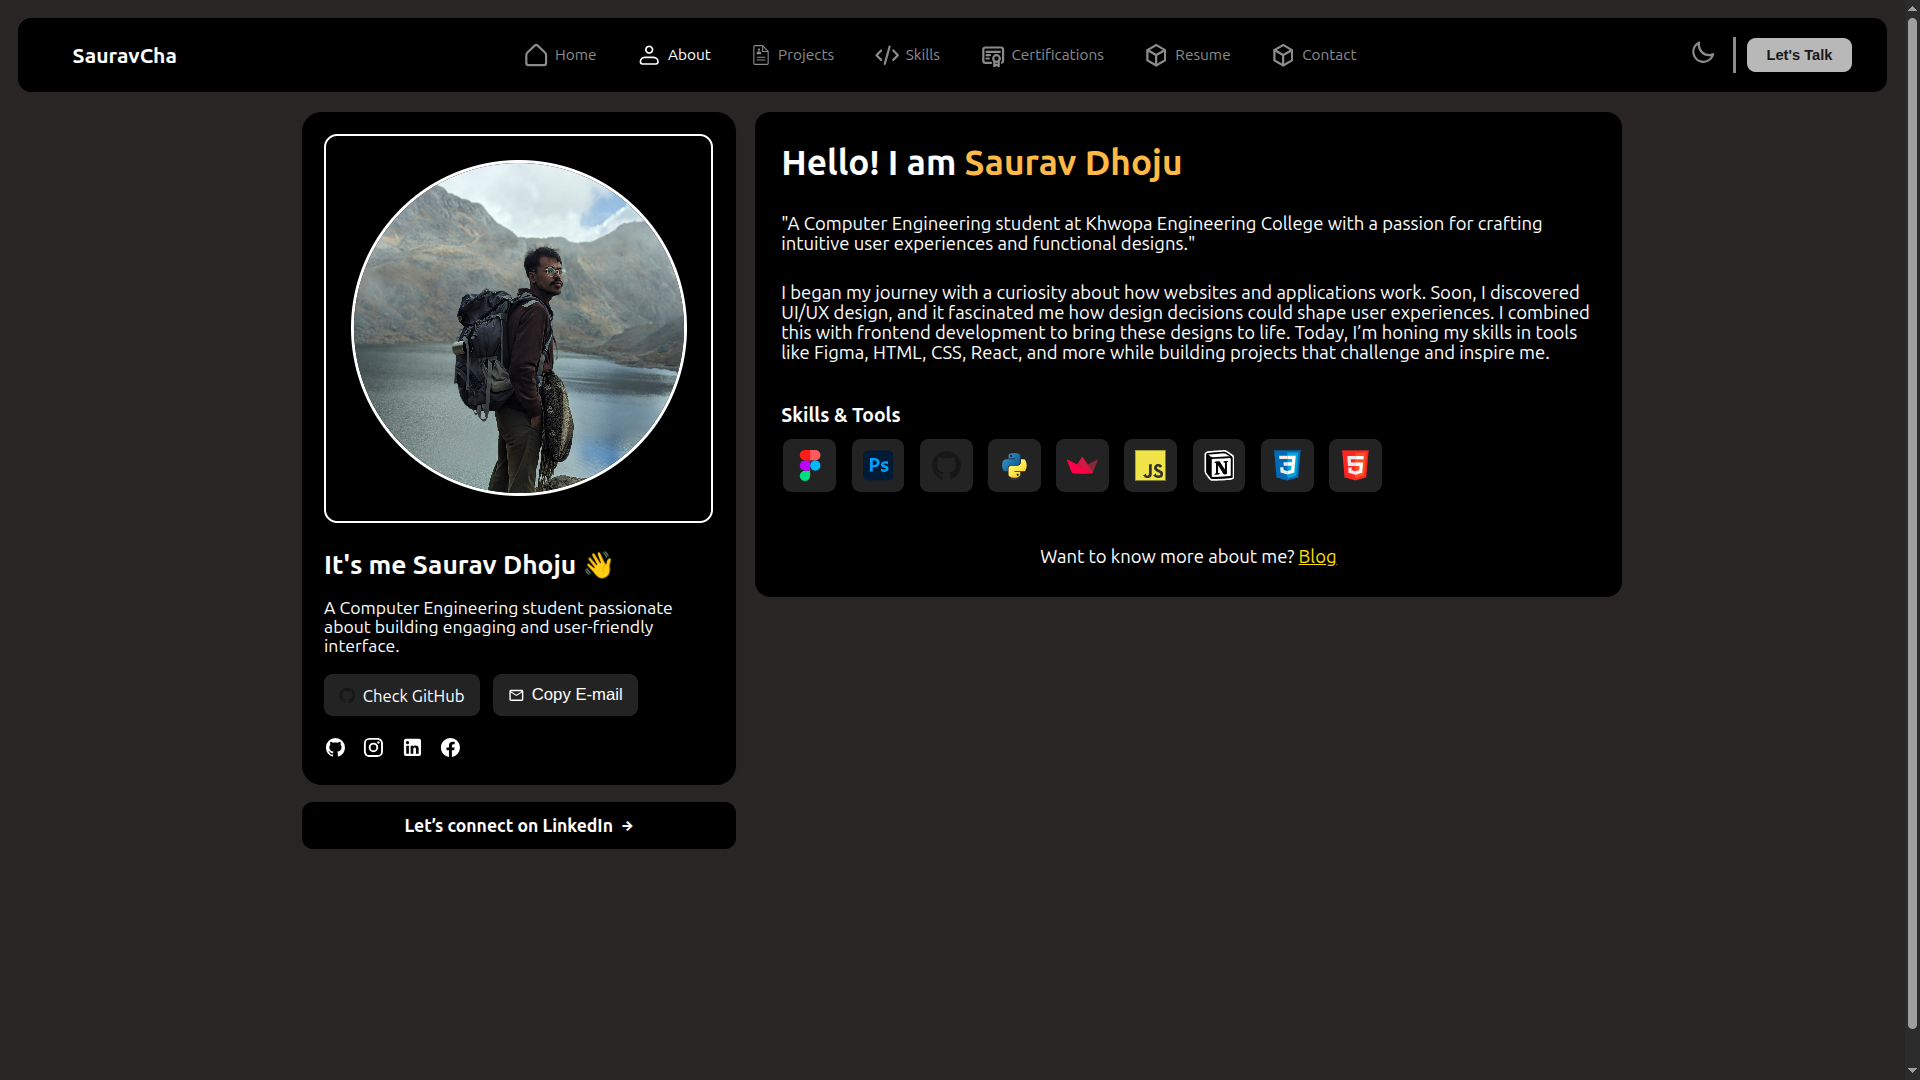 SauravCha
Home
About
Projects
Skills
Certifications
Resume
Contact
Let's Talk
Hello! I am Saurav Dhoju
"A Computer Engineering student at Khwopa Engineering College with a passion for crafting
intuitive user experiences and functional designs."
I began my journey with a curiosity about how websites and applications work. Soon, I discovered
UI/UX design, and it fascinated me how design decisions could shape user experiences. I combined
this with frontend development to bring these designs to life. Today, I’m honing my skills in tools
like Figma, HTML, CSS, React, and more while building projects that challenge and inspire me.
Skills & Tools
Ps
JS
N
3
5
Want to know more about me? Blog
It's me Saurav Dhoju 👋
A Computer Engineering student passionate
about building engaging and user-friendly
interface.
Check GitHub
Copy E-mail
in
Let’s connect on LinkedIn →